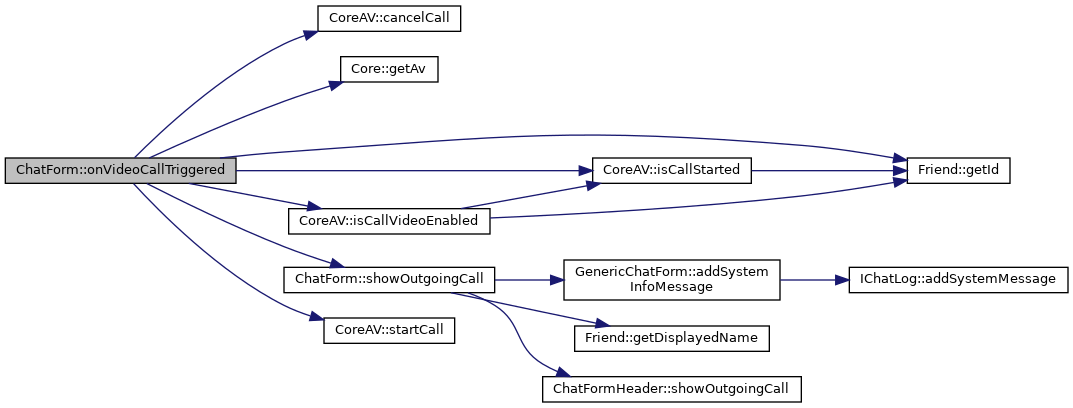 CoreAV::cancelCall
Core::getAv
ChatForm::onVideoCallTriggered
CoreAV::isCallStarted
Friend::getId
CoreAV::isCallVideoEnabled
ChatForm::showOutgoingCall
GenericChatForm::addSystem
InfoMessage
IChatLog::addSystemMessage
CoreAV::startCall
Friend::getDisplayedName
ChatFormHeader::showOutgoingCall